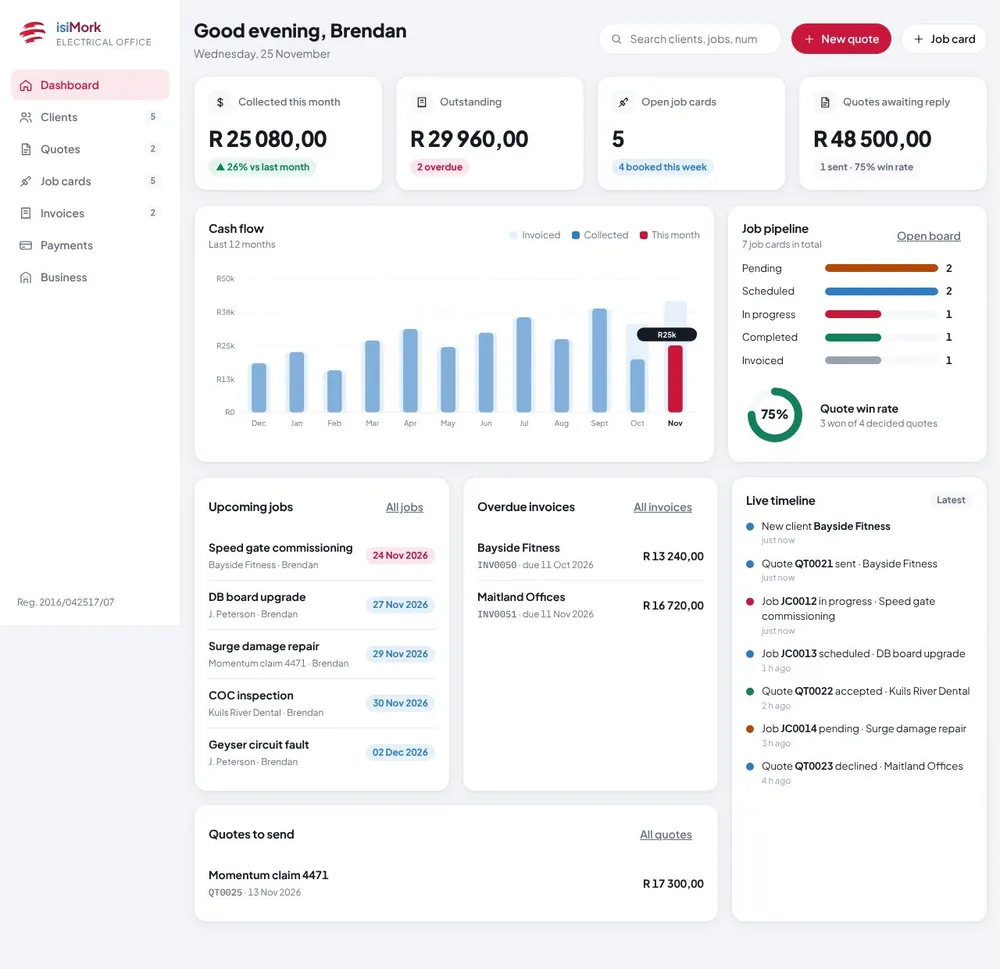 isiMork
ELECTRICAL OFFICE
Dashboard
Clients 5
Quotes 2
Job cards 5
Invoices 2
Payments
Business
Reg. 2016/042517/07
Good evening, Brendan
Wednesday, 25 November
Search clients, jobs, num
+ New quote
+ Job card
$ Collected this month
R 25 080,00
▲ 26% vs last month
Outstanding
R 29 960,00
2 overdue
Open job cards
5
4 booked this week
Quotes awaiting reply
R 48 500,00
1 sent · 75% win rate
Cash flow
Last 12 months
Invoiced Collected This month
R50k
R38k
R25k
R13k
R0
R25k
Dec Jan Feb Mar Apr May Jun Jul Aug Sept Oct Nov
Job pipeline
7 job cards in total
Open board
Pending 2
Scheduled 2
In progress 1
Completed 1
Invoiced 1
75%
Quote win rate
3 won of 4 decided quotes
Upcoming jobs
All jobs
Speed gate commissioning
Bayside Fitness · Brendan
24 Nov 2026
DB board upgrade
J. Peterson · Brendan
27 Nov 2026
Surge damage repair
Momentum claim 4471 · Brendan
29 Nov 2026
COC inspection
Kuils River Dental · Brendan
30 Nov 2026
Geyser circuit fault
J. Peterson · Brendan
02 Dec 2026
Overdue invoices
All invoices
Bayside Fitness
INV0050 · due 11 Oct 2026
R 13 240,00
Maitland Offices
INV0051 · due 11 Nov 2026
R 16 720,00
Live timeline
Latest
New client Bayside Fitness
just now
Quote QT0021 sent · Bayside Fitness
just now
Job JC0012 in progress · Speed gate
commissioning
just now
Job JC0013 scheduled · DB board upgrade
1 h ago
Quote QT0022 accepted · Kuils River Dental
2 h ago
Job JC0014 pending · Surge damage repair
3 h ago
Quote QT0023 declined · Maitland Offices
4 h ago
Quotes to send
All quotes
Momentum claim 4471
QT0025 · 13 Nov 2026
R 17 300,00